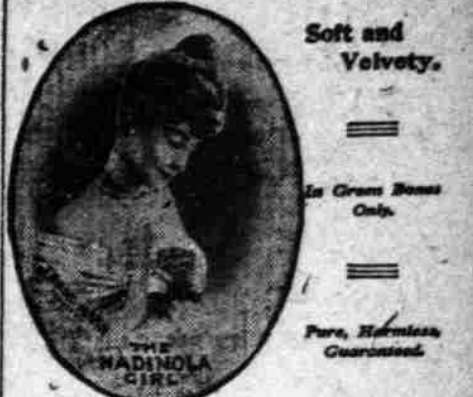 Soft and
Velvety.
In Green Boxes
Only.
Pure, Harmless,
Guaranteed.
THE
NADINOLA
GIRL